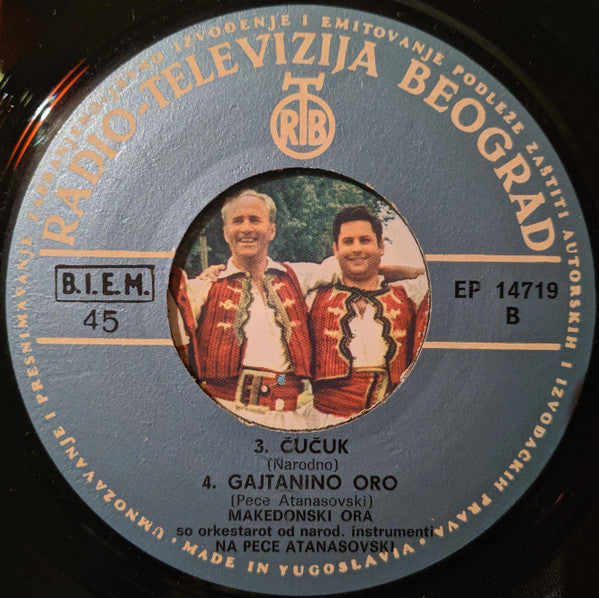 UMNOŽAVANJE I PRESNIMAVANJE ZABRANJENO. JAVNO IZVOĐENJE I EMITOVANJE PODLEŽE ZAŠTITI AUTORSKIH I IZVOĐAČKIH PRAVA.
RADIO-TELEVIZIJA BEOGRAD
RTB
B.I.E.M.
45
EP 14719
B
3. ČUČUK
(Narodno)
4. GAJTANINO ORO
(Pece Atanasovski)
MAKEDONSKI ORA
so orkestarot od narod. instrumenti
NA PECE ATANASOVSKI
MADE IN YUGOSLAVIA